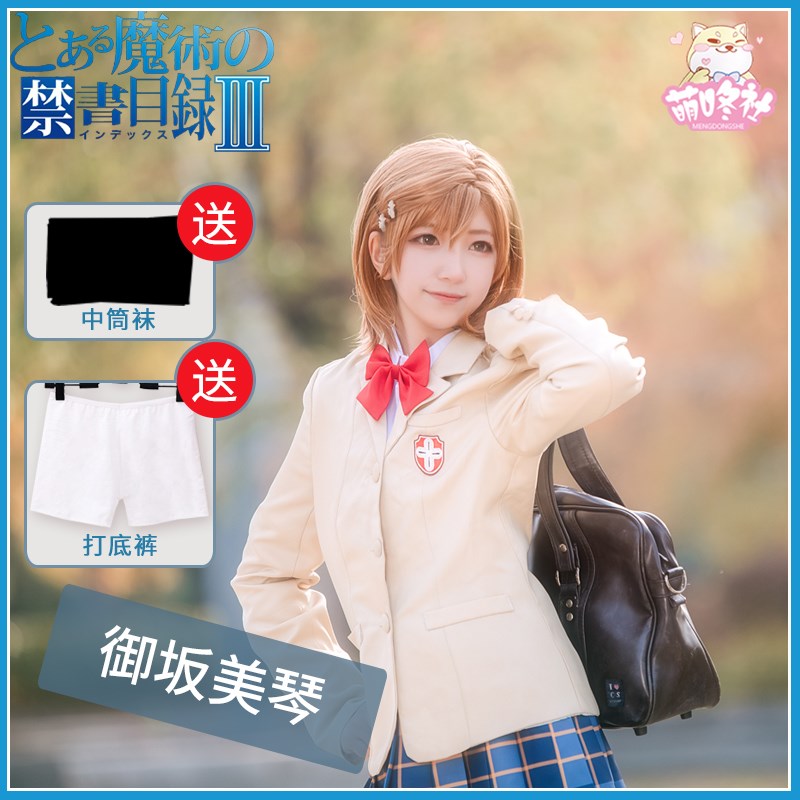 とある魔術の
禁書目録III
インデックス
萌咚社
MENGDONGSHE
送
中筒袜
送
打底裤
御坂美琴